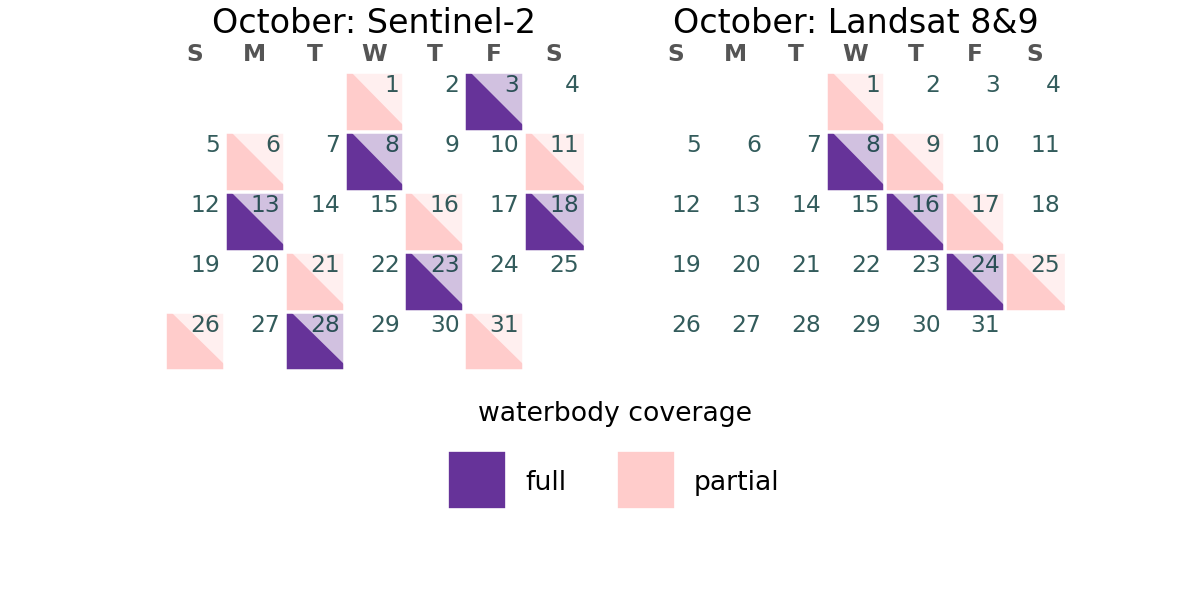 October: Sentinel-2
S M T W T F S
1 2 3 4
5 6 7 8 9 10 11
12 13 14 15 16 17 18
19 20 21 22 23 24 25
26 27 28 29 30 31
October: Landsat 8&9
S M T W T F S
1 2 3 4
5 6 7 8 9 10 11
12 13 14 15 16 17 18
19 20 21 22 23 24 25
26 27 28 29 30 31
waterbody coverage
full partial